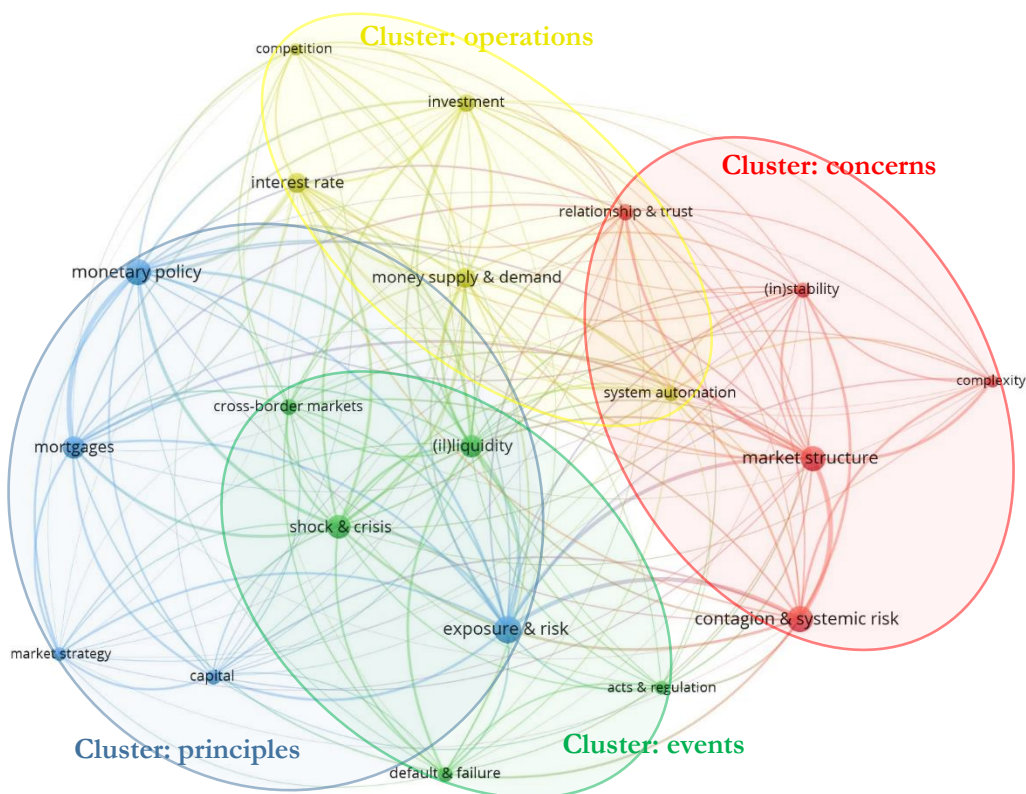 Cluster: operations
competition
investment
Cluster: concerns
interest rate
relationship & trust
monetary policy
money supply & demand
(in)stability
complexity
system automation
cross-border markets
mortgages
(il)liquidity
market structure
shock & crisis
contagion & systemic risk
exposure & risk
market strategy
capital
acts & regulation
Cluster: principles
Cluster: events
default & failure